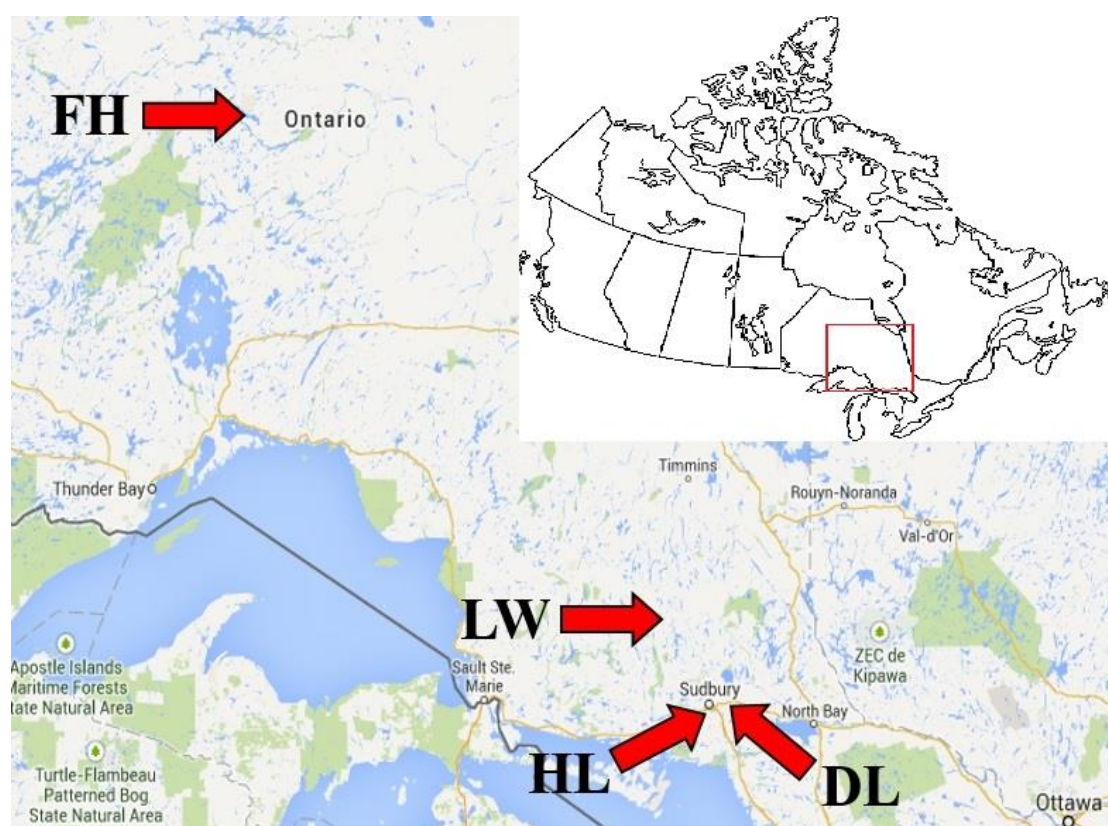 FH
Ontario
Thunder Bay
Timmins
Rouyn-Noranda
Val-d'Or
LW
Apostle Islands
Maritime Forests
State Natural Area
Sault Ste.
Marie
ZEC de
Kipawa
Sudbury
North Bay
HL
DL
Turtle-Flambeau
Patterned Bog
State Natural Area
Ottawa